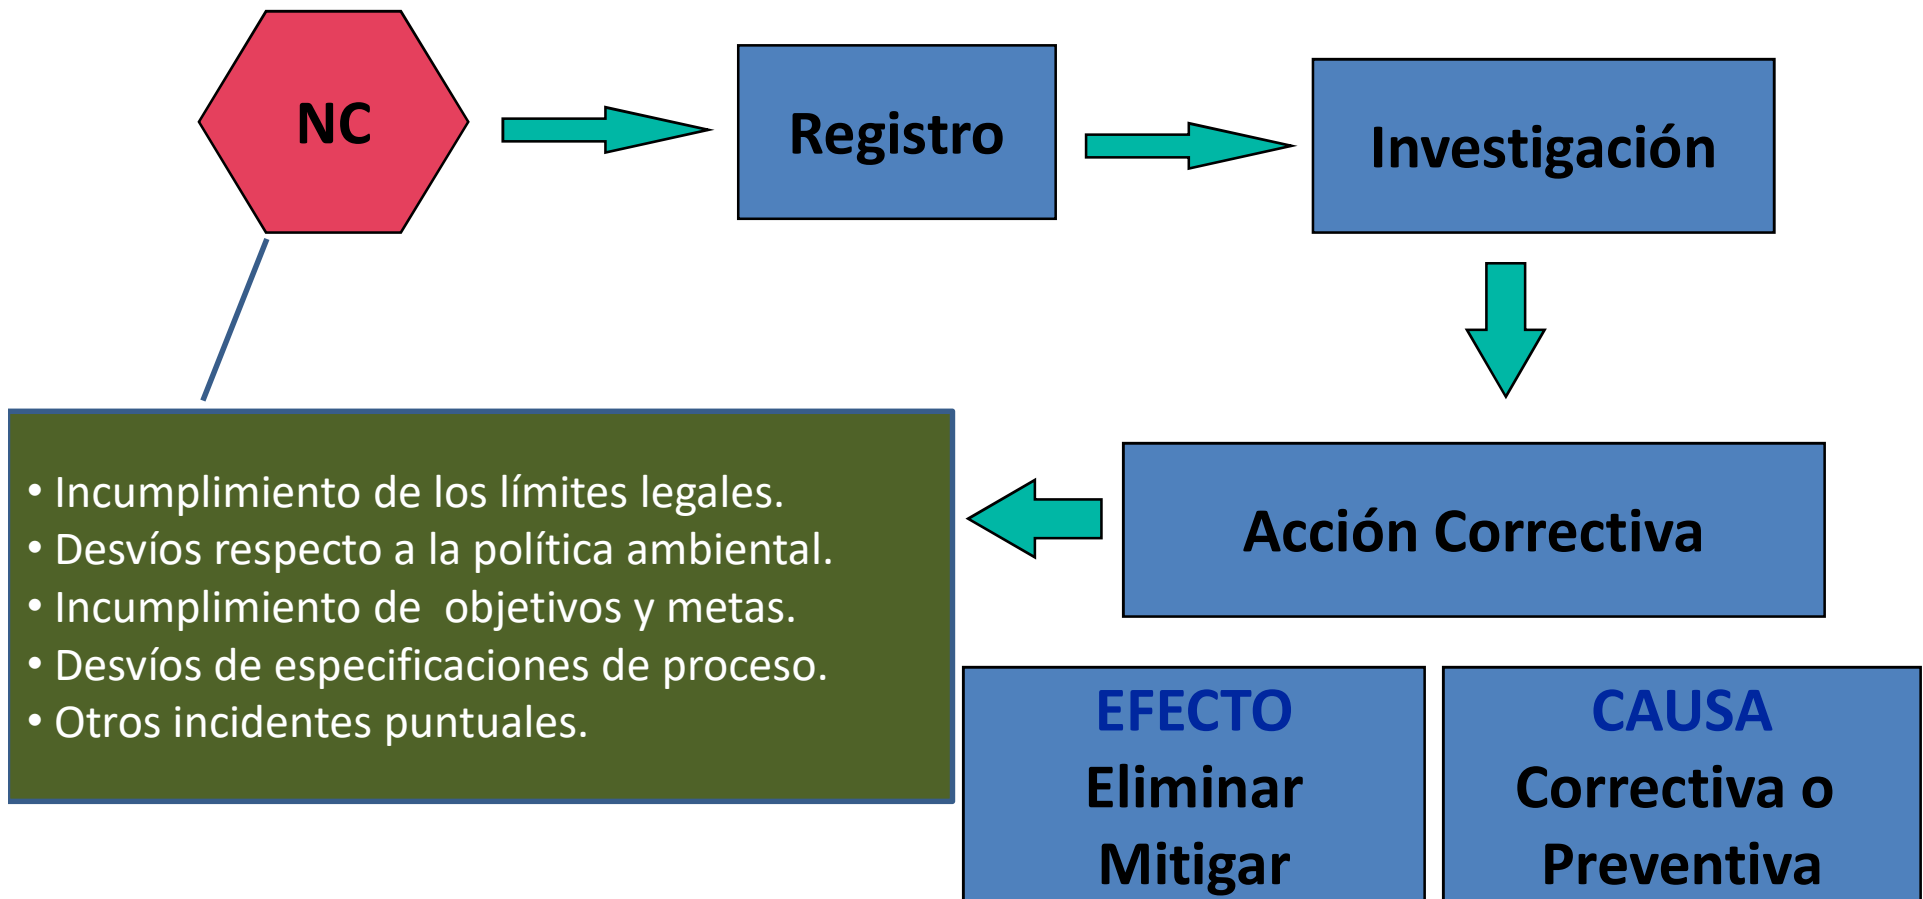 NC
Registro
Investigación
• Incumplimiento de los límites legales.
• Desvíos respecto a la política ambiental.
• Incumplimiento de  objetivos y metas.
• Desvíos de especificaciones de proceso.
• Otros incidentes puntuales.
Acción Correctiva
EFECTO
Eliminar
Mitigar
CAUSA
Correctiva o
Preventiva